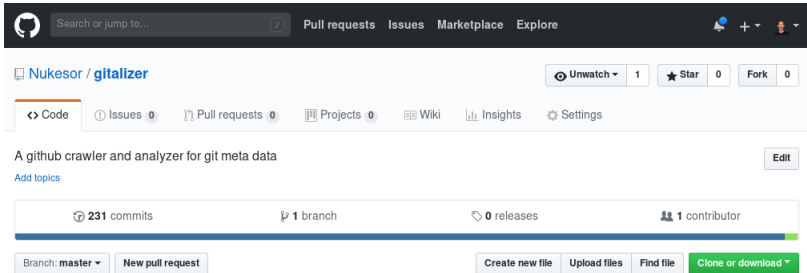 Search or jump to… / Pull requests Issues Marketplace Explore
Nukesor / gitalizer Unwatch 1 Star 0 Fork 0
Code Issues 0 Pull requests 0 Projects 0 Wiki Insights Settings
A github crawler and analyzer for git meta data Edit
Add topics
231 commits 1 branch 0 releases 1 contributor
Branch: master New pull request Create new file Upload files Find file Clone or download